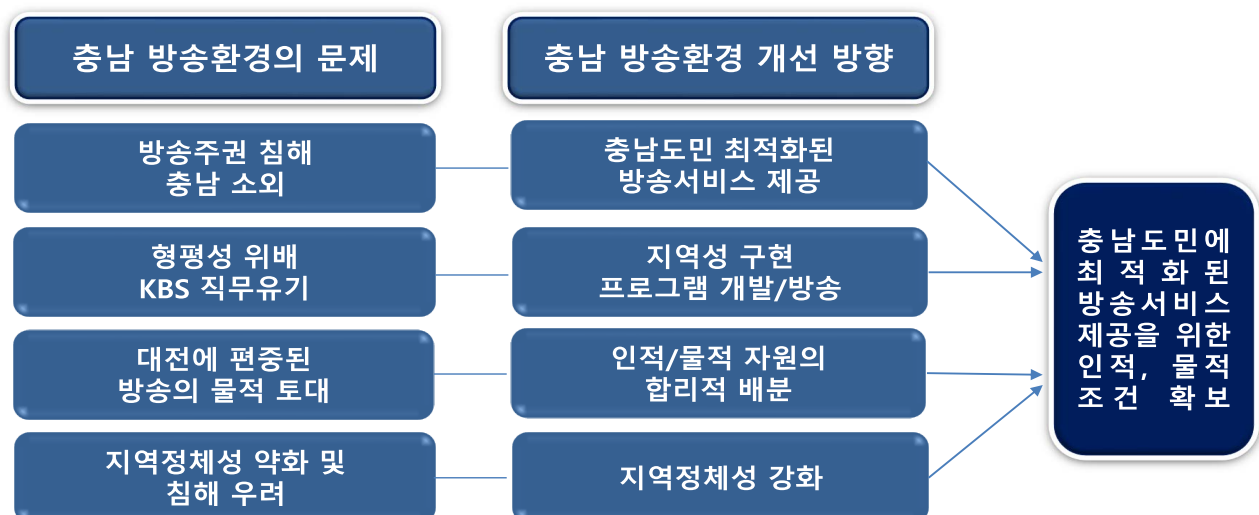 충남 방송환경의 문제
충남 방송환경 개선 방향
방송주권 침해
충남 소외
충남도민 최적화된
방송서비스 제공
형평성 위배
KBS 직무유기
지역성 구현
프로그램 개발/방송
대전에 편중된
방송의 물적 토대
인적/물적 자원의
합리적 배분
지역정체성 약화 및
침해 우려
지역정체성 강화
충남도민에
최적화된
방송서비스
제공을 위한
인적, 물적
조건 확보